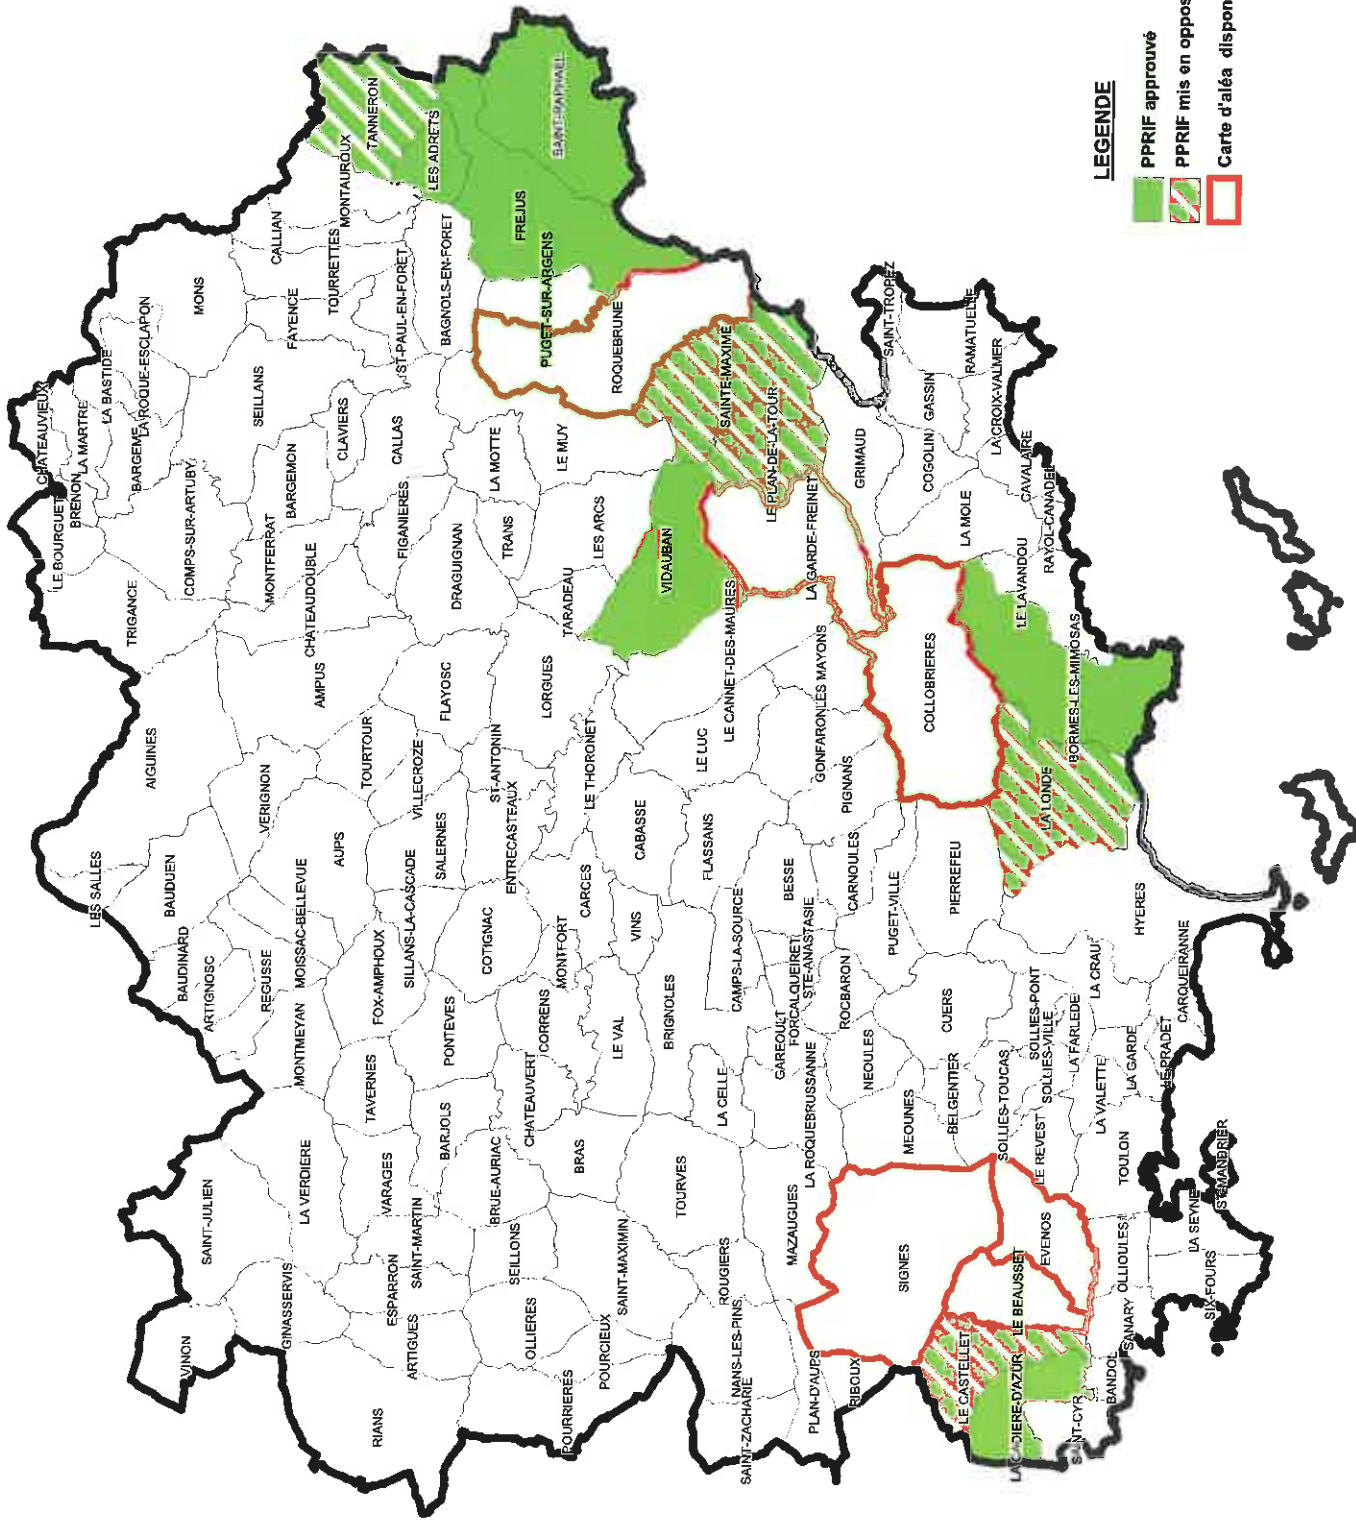 CHATEAUVIEUX
LE BOURGUET
BRENON
LA MARTRE
LES SALLES
LA BASTIDE
TRIGANCE
BARGEME
LA ROQUE-ESCLAPON
AIGUINES
BAUDUEN
BAUDINARD
VINON
COMPS-SUR-ARTUBY
MONS
SAINT-JULIEN
ARTIGNOSC
SEILLANS
REGUSSE
VERIGNON
MONTFERRAT
CALLIAN
GINASSERVIS
BARGEMON
FAYENCE
MOISSAC-BELLEVUE
LA VERDIERE
MONTMEYAN
CHATEAUDOUBLE
AMPUS
TOURRETTES
AUPS
CLAVIERS
MONTAUROUX
TOURTOUR
TAVERNES
TANNERON
RIANS
FOX-AMPHOUX
VARAGES
ESPARRON
CALLAS
ST-PAUL-EN-FORET
FIGANIERES
SILLANS-LA-CASCADE
VILLECROZE
ARTIGUES
SAINT-MARTIN
LES ADRETS
SALERNES
FLAYOSC
PONTEVES
BARJOLS
BAGNOLS-EN-FORET
DRAGUIGNAN
COTIGNAC
BRUE-AURIAC
ST-ANTONIN
LA MOTTE
ENTRECASTEAUX
SEILLONS
TRANS
FREJUS
OLLIERES
CHATEAUVERT
CORRENS
LORGUES
PUGET-SUR-ARGENS
SAINT-RAPHAEL
POURRIERES
MONTFORT
LE MUY
TARADEAU
BRAS
CARCES
LE THORONET
LES ARCS
POURCIEUX
LE VAL
ROQUEBRUNE
SAINT-MAXIMIN
VINS
CABASSE
VIDAUBAN
BRIGNOLES
TOURVES
LE LUC
FLASSANS
ROUGIERS
LA CELLE
LE CANNET-DES-MAURES
SAINTE-MAXIME
NANS-LES-PINS
CAMPS-LA-SOURCE
SAINT-ZACHARIE
LE PLAN-DE-LA-TOUR
GAREOULT
BESSE
MAZAUGUES
FORCALQUEIRET
STE-ANASTASIE
LA ROQUEBRUSSANNE
LA GARDE-FREINET
PLAN-D'AUPS
GONFARON
LES MAYONS
ROCBARON
PIGNANS
RIBOUX
CARNOULES
GRIMAUD
NEOULES
SAINT-TROPEZ
PUGET-VILLE
SIGNES
MEOUNES
COLLOBRIERES
COGOLIN
GASSIN
CUERS
BELGENTIER
PIERREFEU
LE CASTELLET
LA MOLE
RAMATUELLE
LA CROIX-VALMER
SOLLIES-TOUCAS
LA CADIERE-D'AZUR
LE BEAUSSET
LE LAVANDOU
CAVALAIRE
SOLLIES-PONT
EVENOS
LE REVEST
SOLLIES-VILLE
LA LONDE
RAYOL-CANADEL
LA FARLEDE
BORMES-LES-MIMOSAS
SAINT-CYR
LA CRAU
LA VALETTE
BANDOL
OLLIOULES
TOULON
SANARY
LA GARDE
HYERES
LE PRADET
CARQUEIRANNE
LA SEYNE
SIX-FOURS
ST-MANDRIER
LEGENDE
PPRIF approuvé
PPRIF mis en oppos
Carte d'aléa dispon